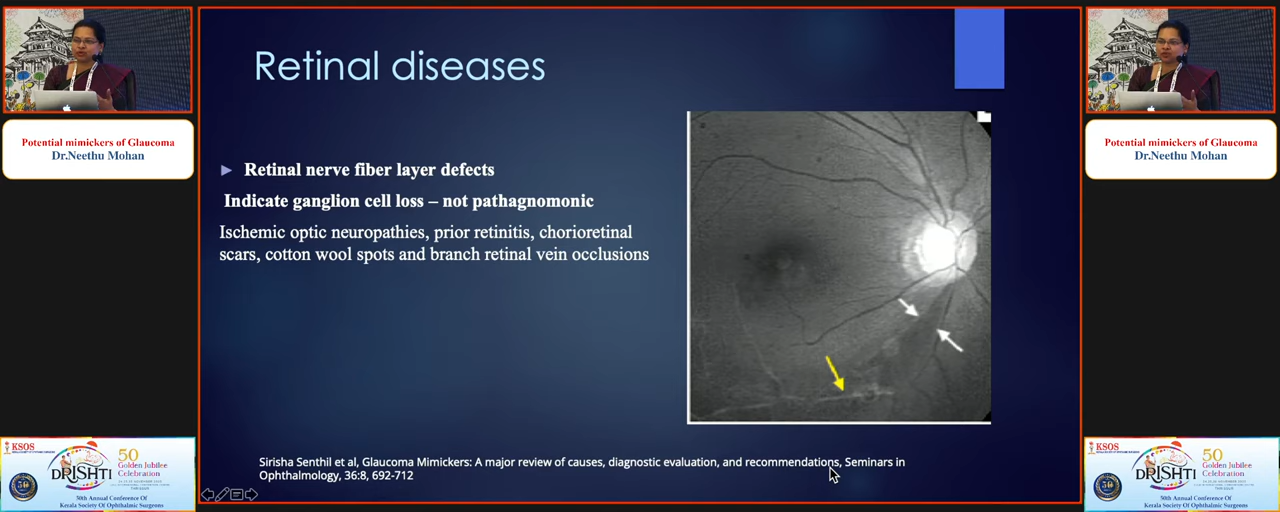 Retinal diseases
Retinal nerve fiber layer defects
Indicate ganglion cell loss – not pathagnomonic
Ischemic optic neuropathies, prior retinitis, chorioretinal
scars, cotton wool spots and branch retinal vein occlusions
Sirisha Senthil et al, Glaucoma Mimickers: A major review of causes, diagnostic evaluation, and recommendations, Seminars in
Ophthalmology, 36:8, 692-712
Potential mimickers of Glaucoma
Dr.Neethu Mohan
KSOS
DRISHTI
50
Golden Jubilee
Celebration
50th Annual Conference Of
Kerala Society Of Ophthalmic Surgeons
Potential mimickers of Glaucoma
Dr.Neethu Mohan
KSOS
DRISHTI
50
Golden Jubilee
Celebration
50th Annual Conference Of
Kerala Society Of Ophthalmic Surgeons